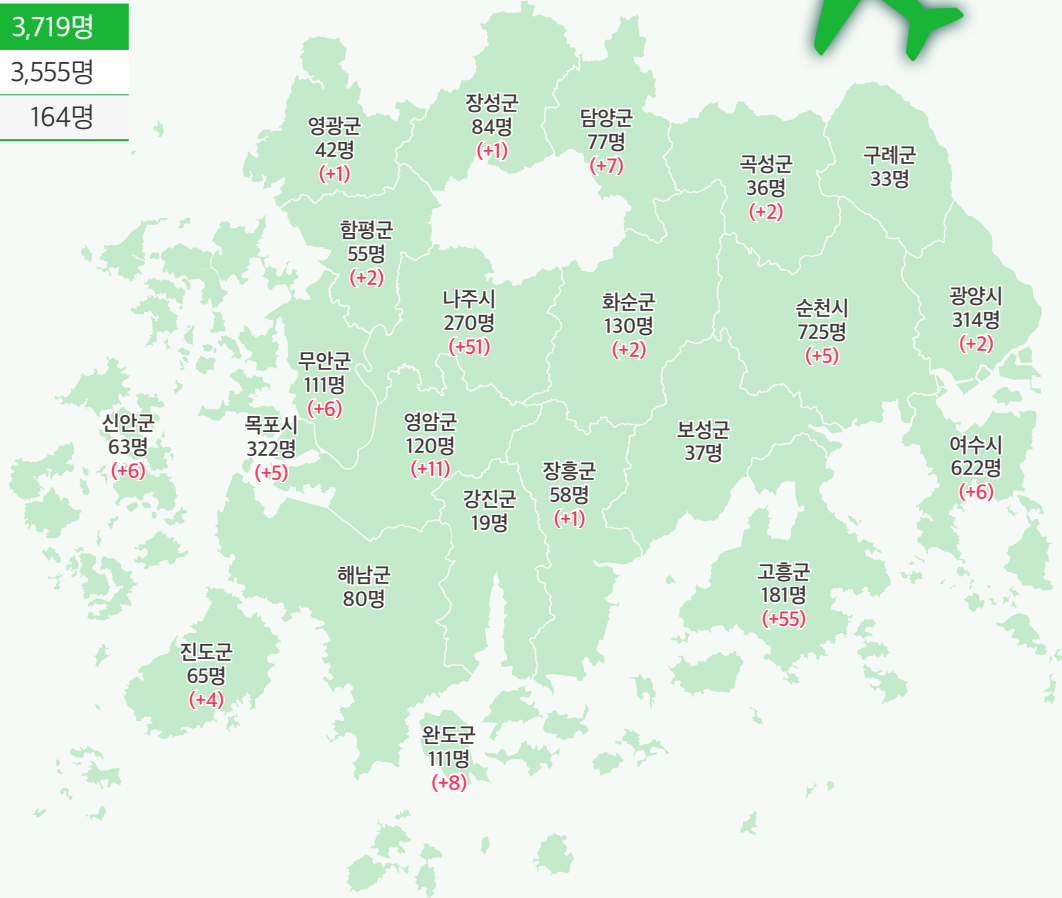 3,719명
3,555명
164명
장성군
84명
(+1)
담양군
77명
(+7)
영광군
42명
(+1)
곡성군
36명
(+2)
구례군
33명
함평군
55명
(+2)
나주시
270명
(+51)
화순군
130명
(+2)
순천시
725명
(+5)
광양시
314명
(+2)
무안군
111명
(+6)
신안군
63명
(+6)
목포시
322명
(+5)
영암군
120명
(+11)
보성군
37명
여수시
622명
(+6)
장흥군
58명
(+1)
강진군
19명
해남군
80명
고흥군
181명
(+55)
진도군
65명
(+4)
완도군
111명
(+8)